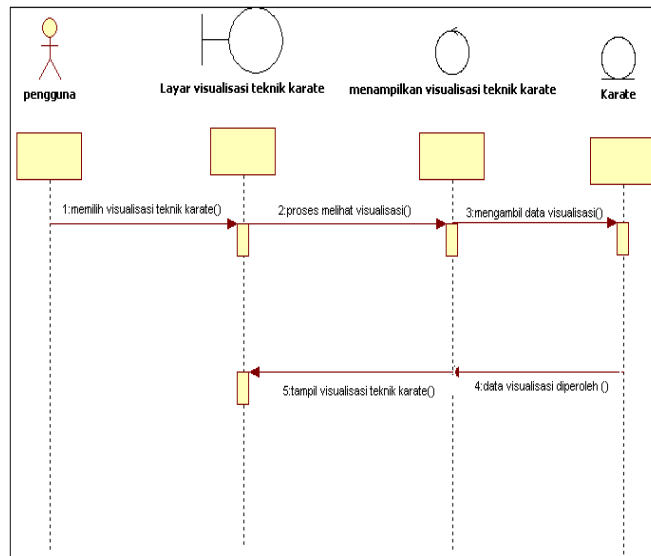 pengguna
Layar visualisasi teknik karate
menampilkan visualisasi teknik karate
Karate
1:memilih visualisasi teknik karate()
2:proses melihat visualisasi()
3:mengambil data visualisasi()
5:tampil visualisasi teknik karate()
4:data visualisasi diperoleh ()